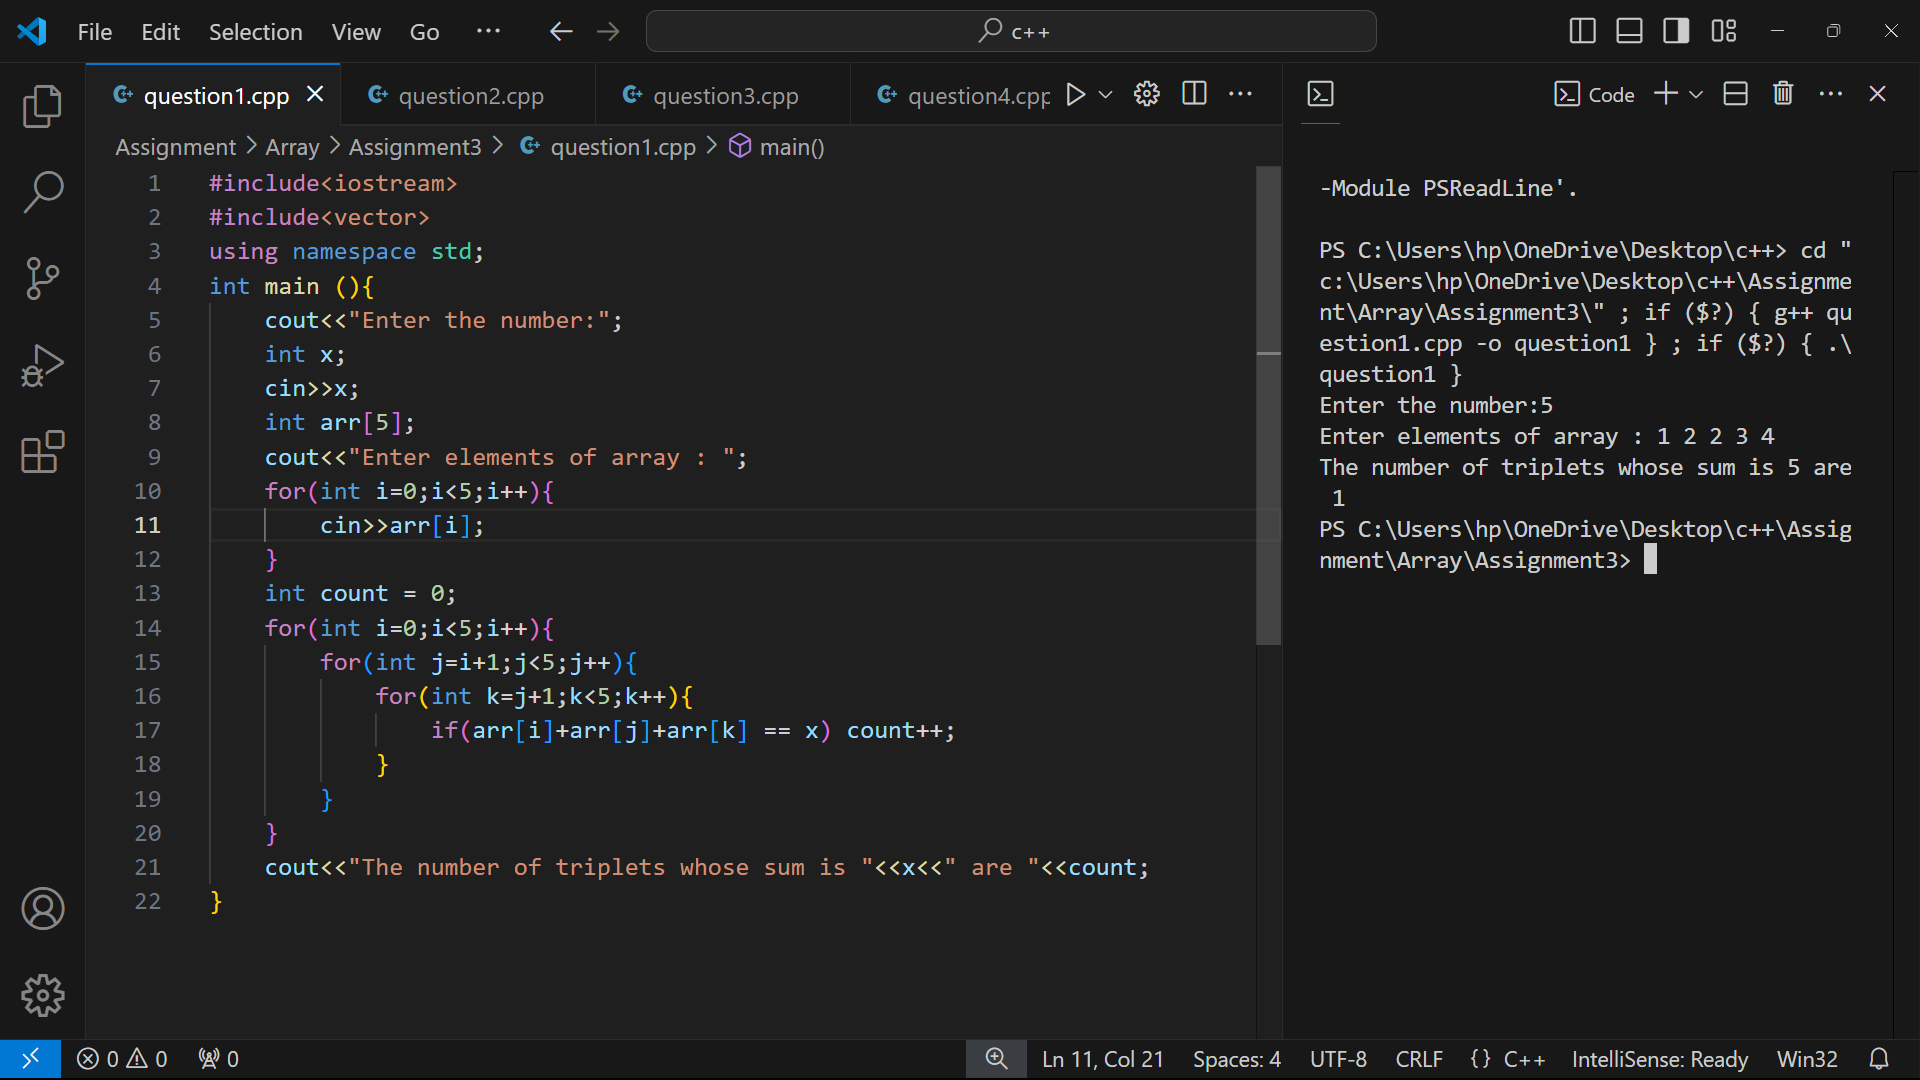 File Edit Selection View Go ··· c++
question1.cpp question2.cpp question3.cpp question4.cpp
Code
Assignment > Array > Assignment3 > question1.cpp > main()
1 #include<iostream>
2 #include<vector>
3 using namespace std;
4 int main (){
5     cout<<"Enter the number:";
6     int x;
7     cin>>x;
8     int arr[5];
9     cout<<"Enter elements of array : ";
10     for(int i=0;i<5;i++){
11         cin>>arr[i];
12     }
13     int count = 0;
14     for(int i=0;i<5;i++){
15         for(int j=i+1;j<5;j++){
16             for(int k=j+1;k<5;k++){
17                 if(arr[i]+arr[j]+arr[k] == x) count++;
18             }
19         }
20     }
21     cout<<"The number of triplets whose sum is "<<x<<" are "<<count;
22 }
-Module PSReadLine'.
PS C:\Users\hp\OneDrive\Desktop\c++> cd "
c:\Users\hp\OneDrive\Desktop\c++\Assignme
nt\Array\Assignment3\" ; if ($?) { g++ qu
estion1.cpp -o question1 } ; if ($?) { .\
question1 }
Enter the number:5
Enter elements of array : 1 2 2 3 4
The number of triplets whose sum is 5 are
 1
PS C:\Users\hp\OneDrive\Desktop\c++\Assig
nment\Array\Assignment3>
0 0 0 Ln 11, Col 21 Spaces: 4 UTF-8 CRLF {} C++ IntelliSense: Ready Win32